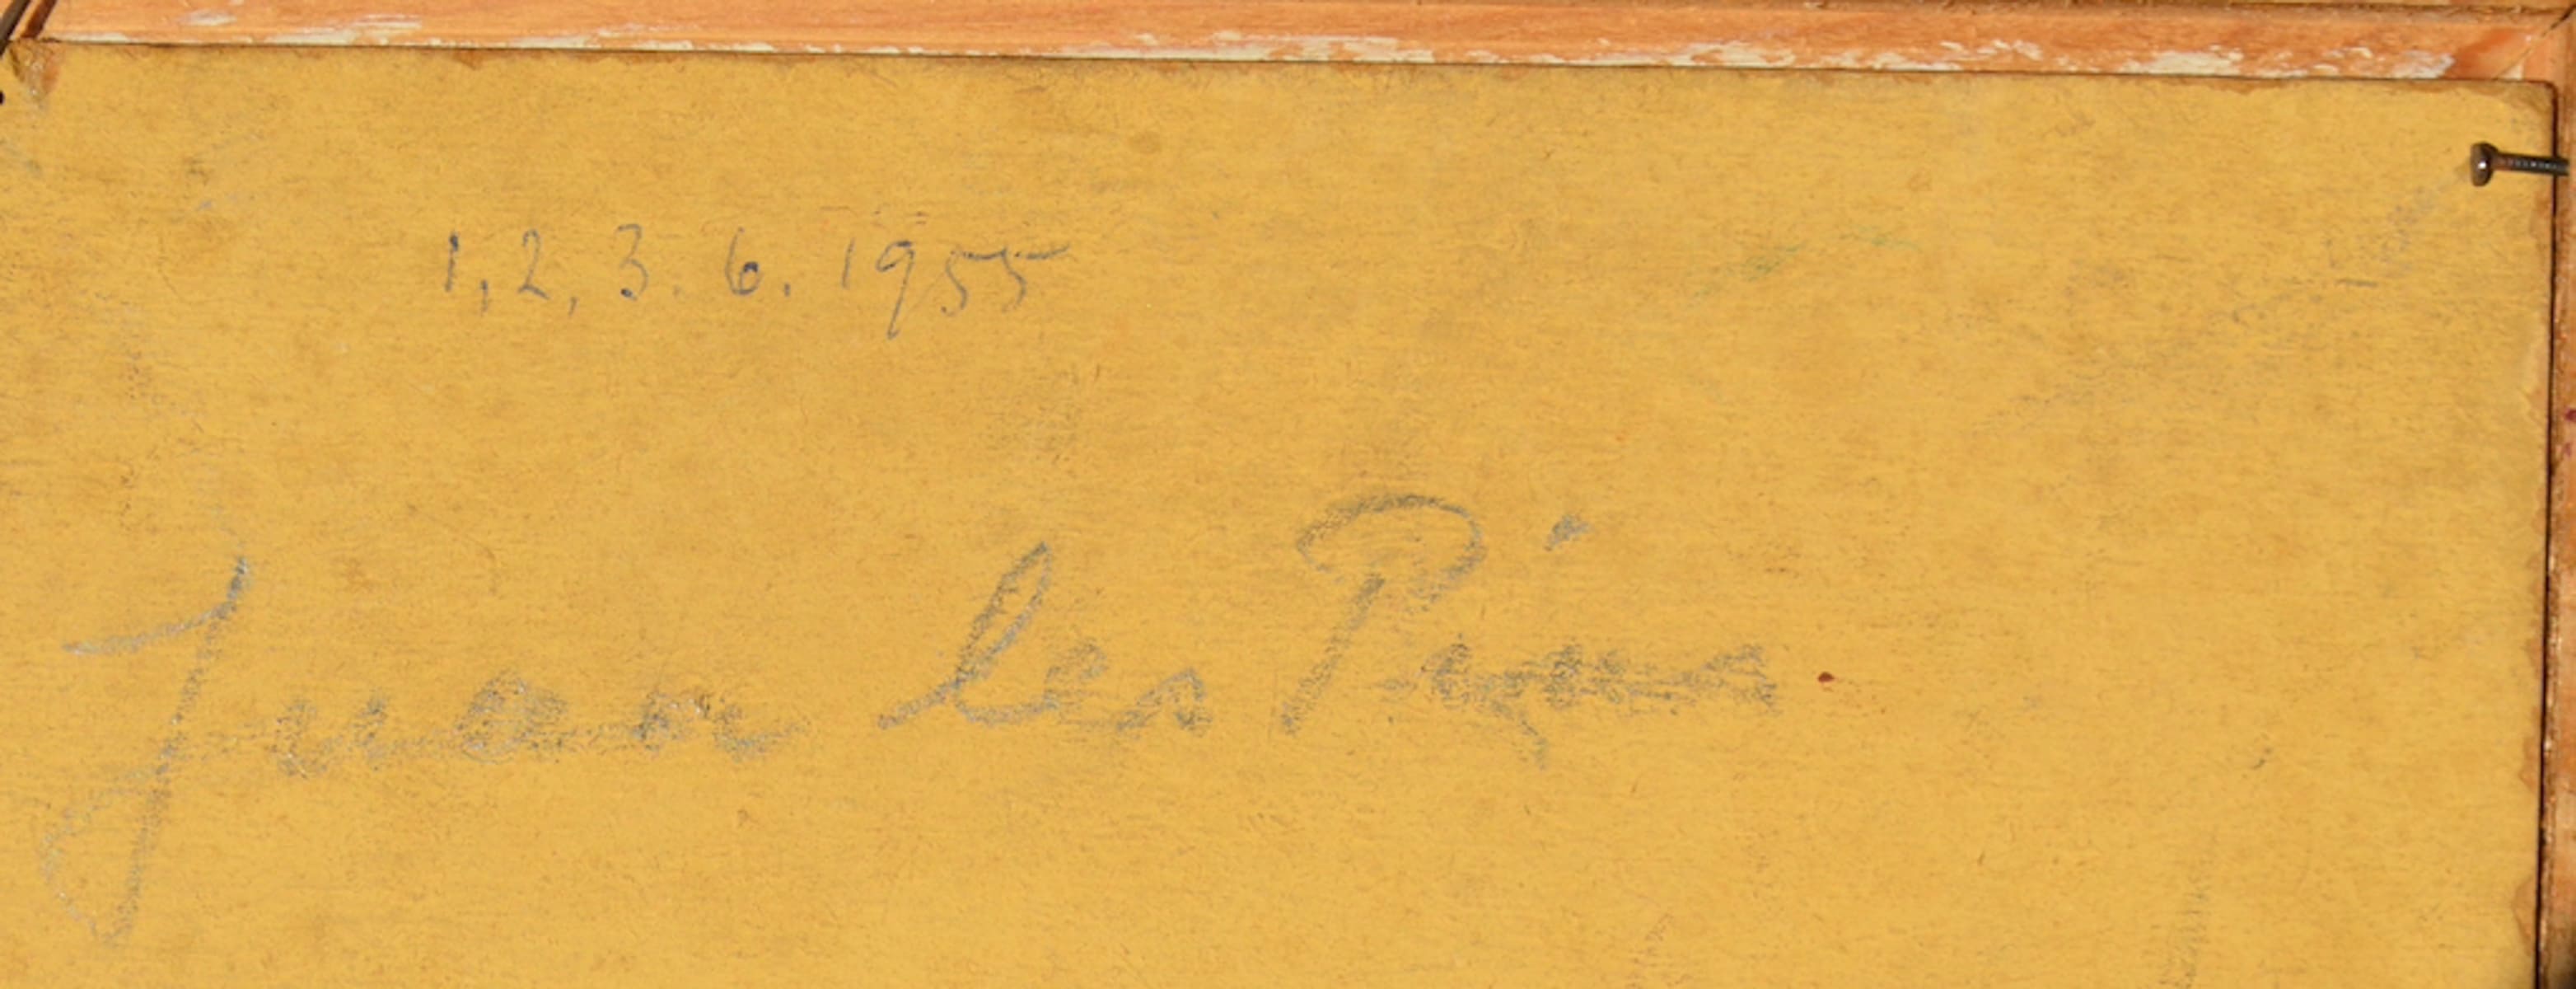 1, 2, 3. 6. 1955
Juan les Pins